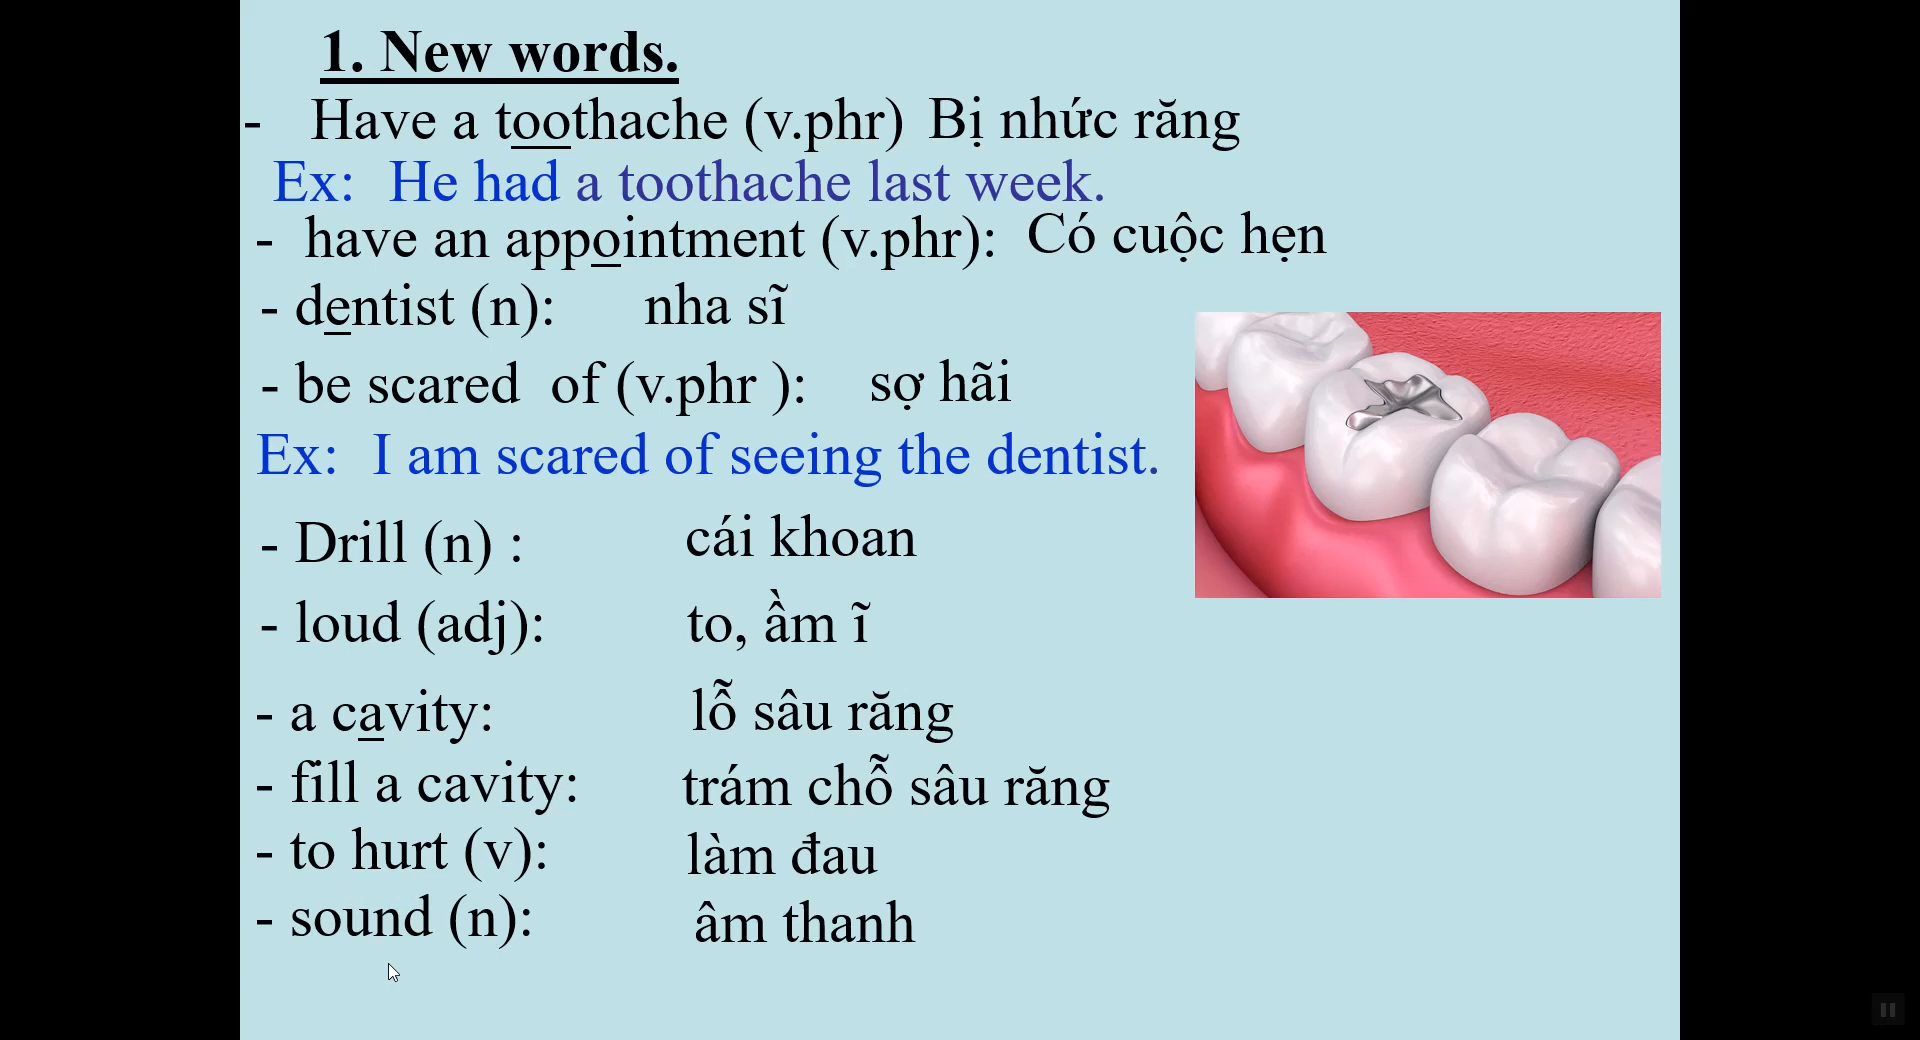 1. New words.
- Have a toothache (v.phr) Bị nhức răng
Ex: He had a toothache last week.
- have an appointment (v.phr): Có cuộc hẹn
- dentist (n): nha sĩ
- be scared of (v.phr ): sợ hãi
Ex: I am scared of seeing the dentist.
- Drill (n) : cái khoan
- loud (adj): to, ầm ĩ
- a cavity: lỗ sâu răng
- fill a cavity: trám chỗ sâu răng
- to hurt (v): làm đau
- sound (n): âm thanh